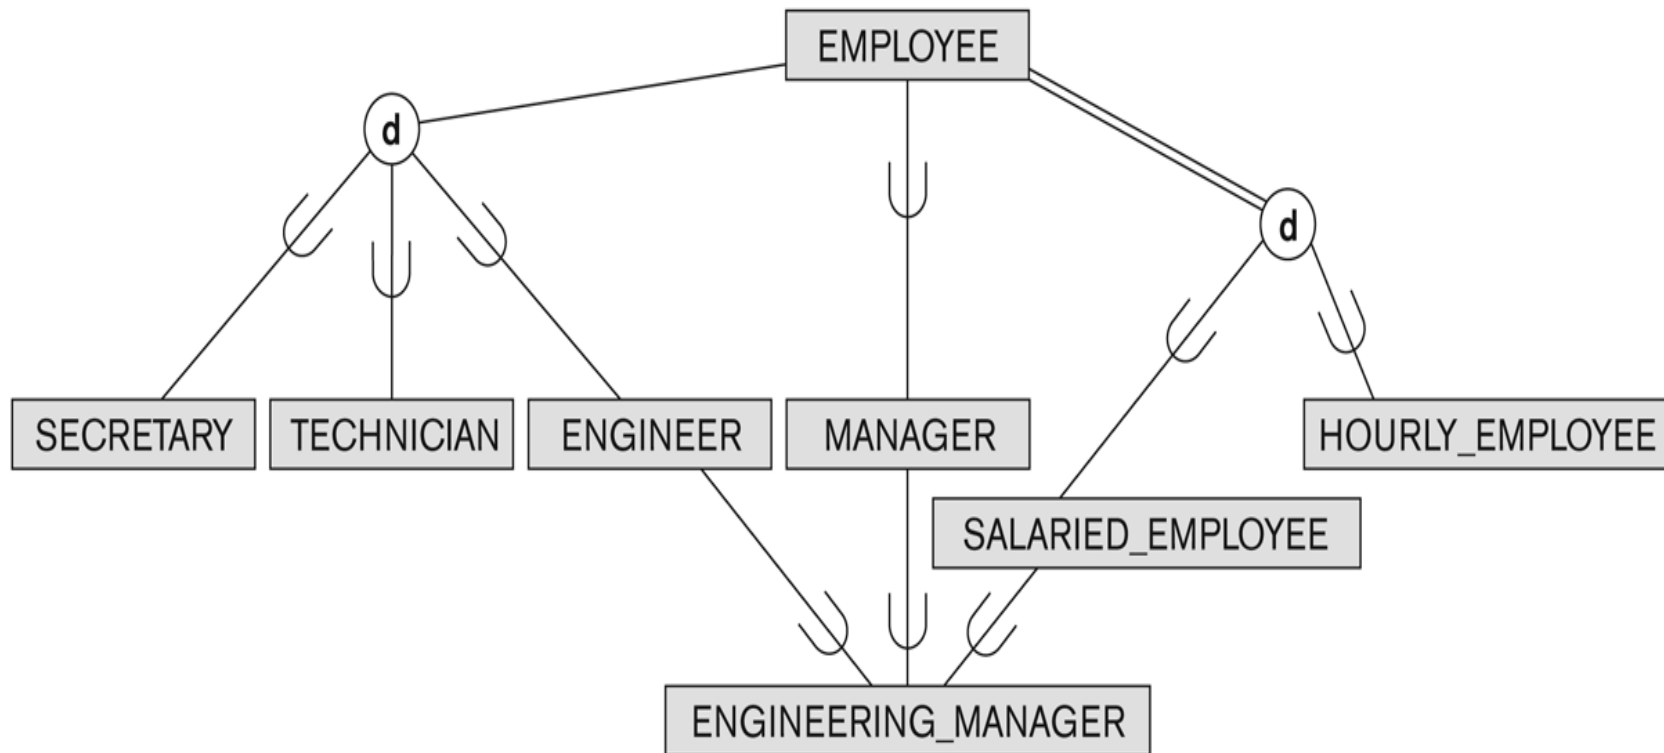 EMPLOYEE
d
d
SECRETARY
TECHNICIAN
ENGINEER
MANAGER
HOURLY_EMPLOYEE
SALARIED_EMPLOYEE
ENGINEERING_MANAGER